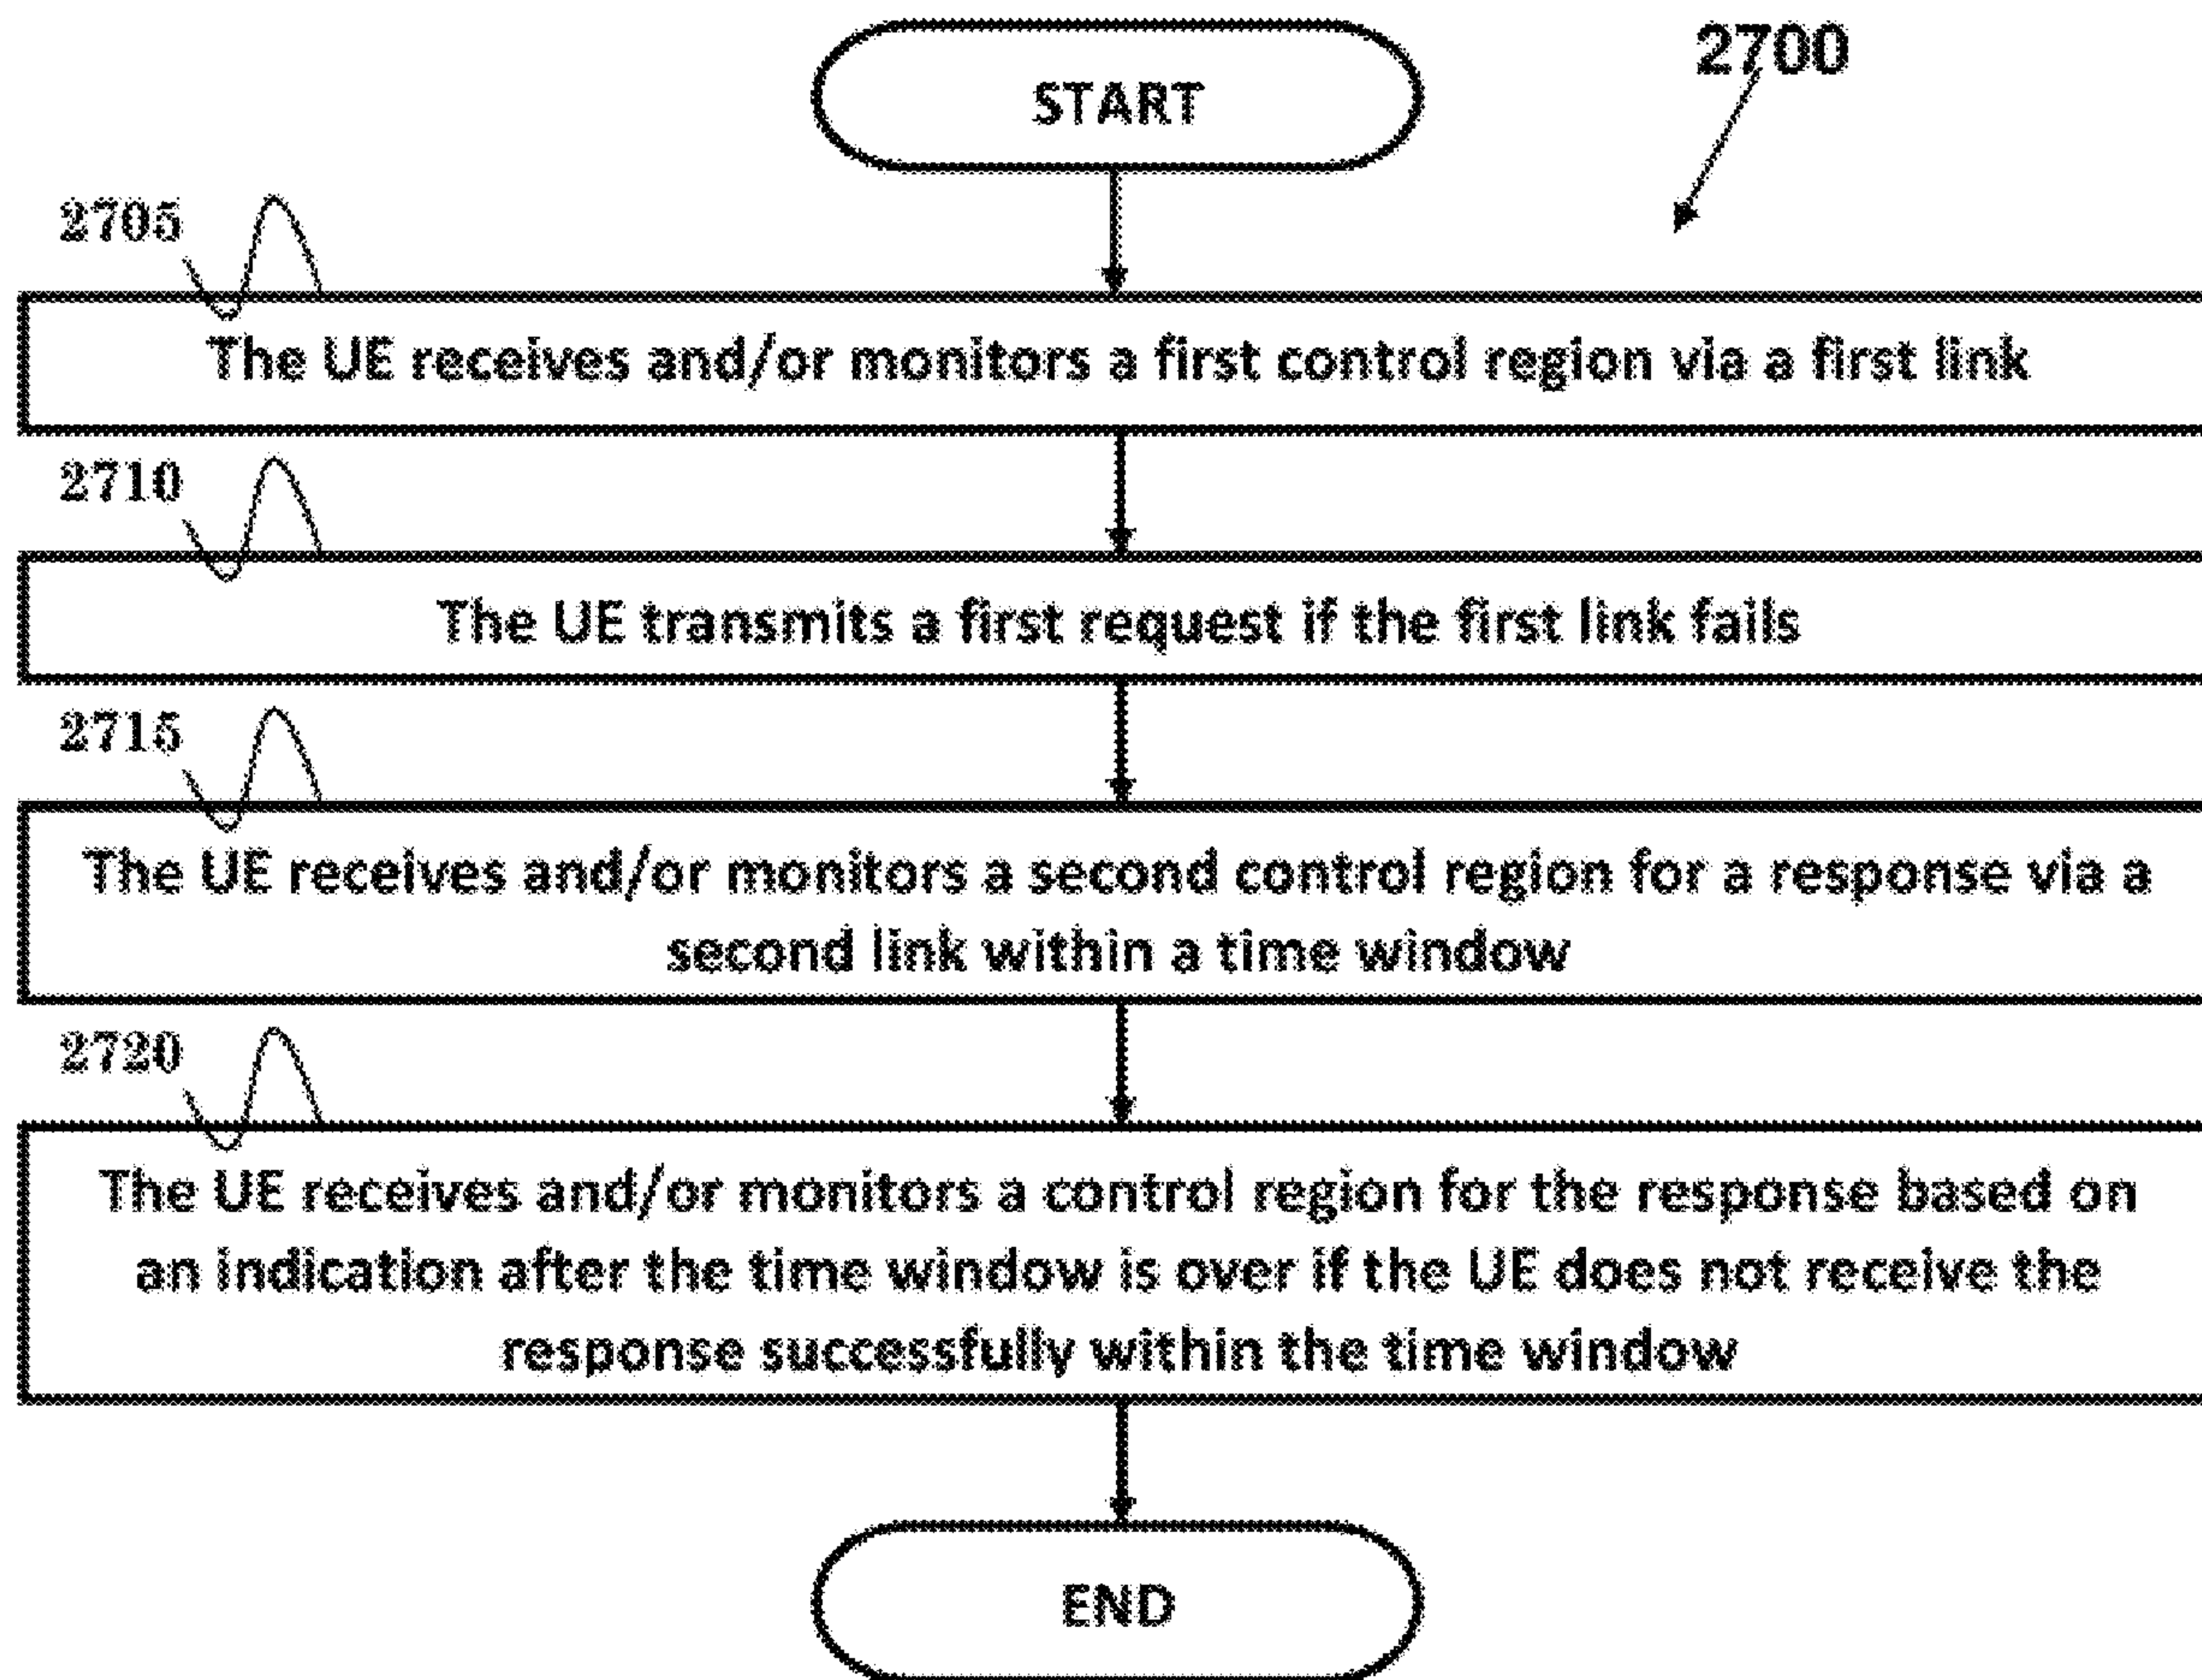 START
2700
2705
The UE receives and/or monitors a first control region via a first link
2710
The UE transmits a first request if the first link fails
2715
The UE receives and/or monitors a second control region for a response via a
second link within a time window
2720
The UE receives and/or monitors a control region for the response based on
an indication after the time window is over if the UE does not receive the
response successfully within the time window
END